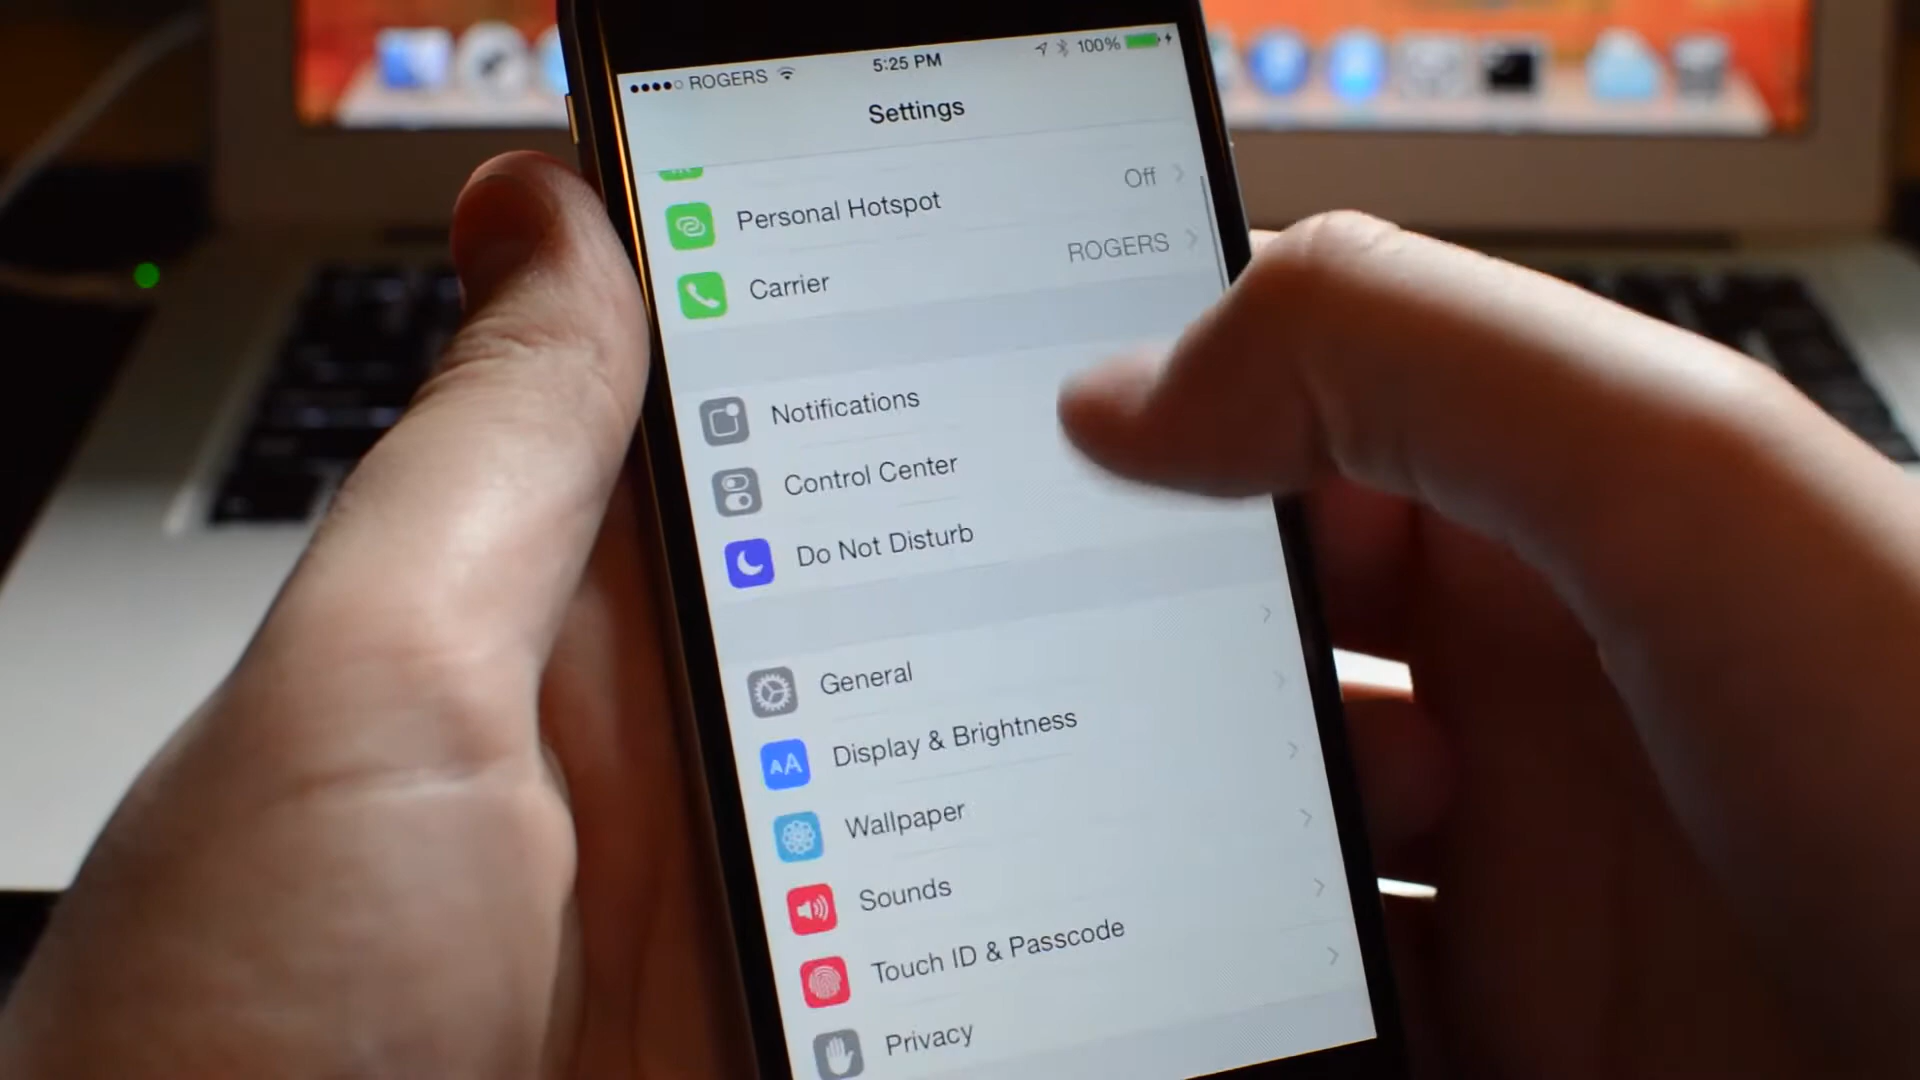 ROGERS 5:25 PM 100%
Settings
Personal Hotspot Off
Carrier ROGERS
Notifications
Control Center
Do Not Disturb
General
AA Display & Brightness
Wallpaper
Sounds
Touch ID & Passcode
Privacy